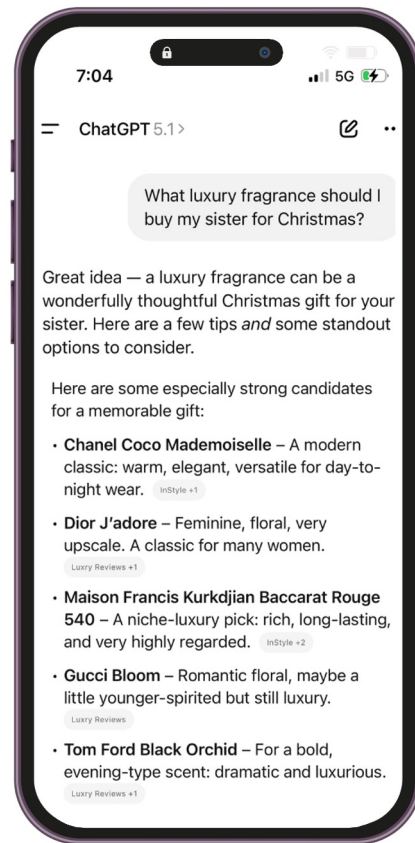 7:04
5G
ChatGPT 5.1 >
What luxury fragrance should I
buy my sister for Christmas?
Great idea — a luxury fragrance can be a
wonderfully thoughtful Christmas gift for your
sister. Here are a few tips and some standout
options to consider.
Here are some especially strong candidates
for a memorable gift:
• Chanel Coco Mademoiselle – A modern
classic: warm, elegant, versatile for day-to-
night wear. InStyle +1
• Dior J’adore – Feminine, floral, very
upscale. A classic for many women.
Luxry Reviews +1
• Maison Francis Kurkdjian Baccarat Rouge
540 – A niche-luxury pick: rich, long-lasting,
and very highly regarded. InStyle +2
• Gucci Bloom – Romantic floral, maybe a
little younger-spirited but still luxury.
Luxry Reviews
• Tom Ford Black Orchid – For a bold,
evening-type scent: dramatic and luxurious.
Luxry Reviews +1